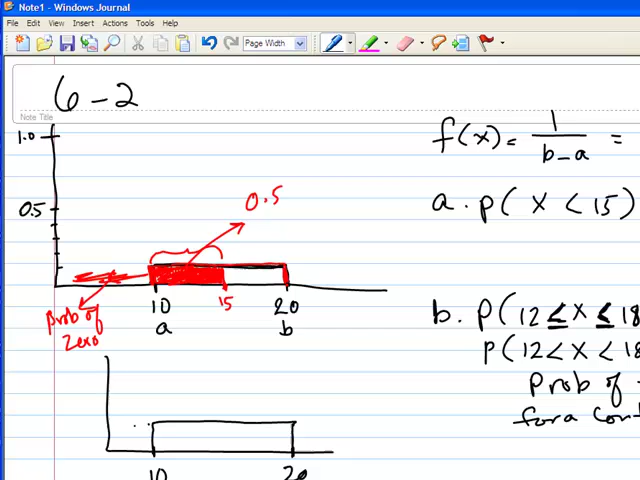 Note1 - Windows Journal
File Edit View Insert Actions Tools Help
Page Width
6-2
Note Title
1.0
0.5
0.5
10 15 20
a b
Prob of
Zero
f(x) = 1 / b-a =
a. p( x < 15)
b. P(12 ≤ x ≤ 18
P(12 < x < 18
Prob of
for a cont
10 20